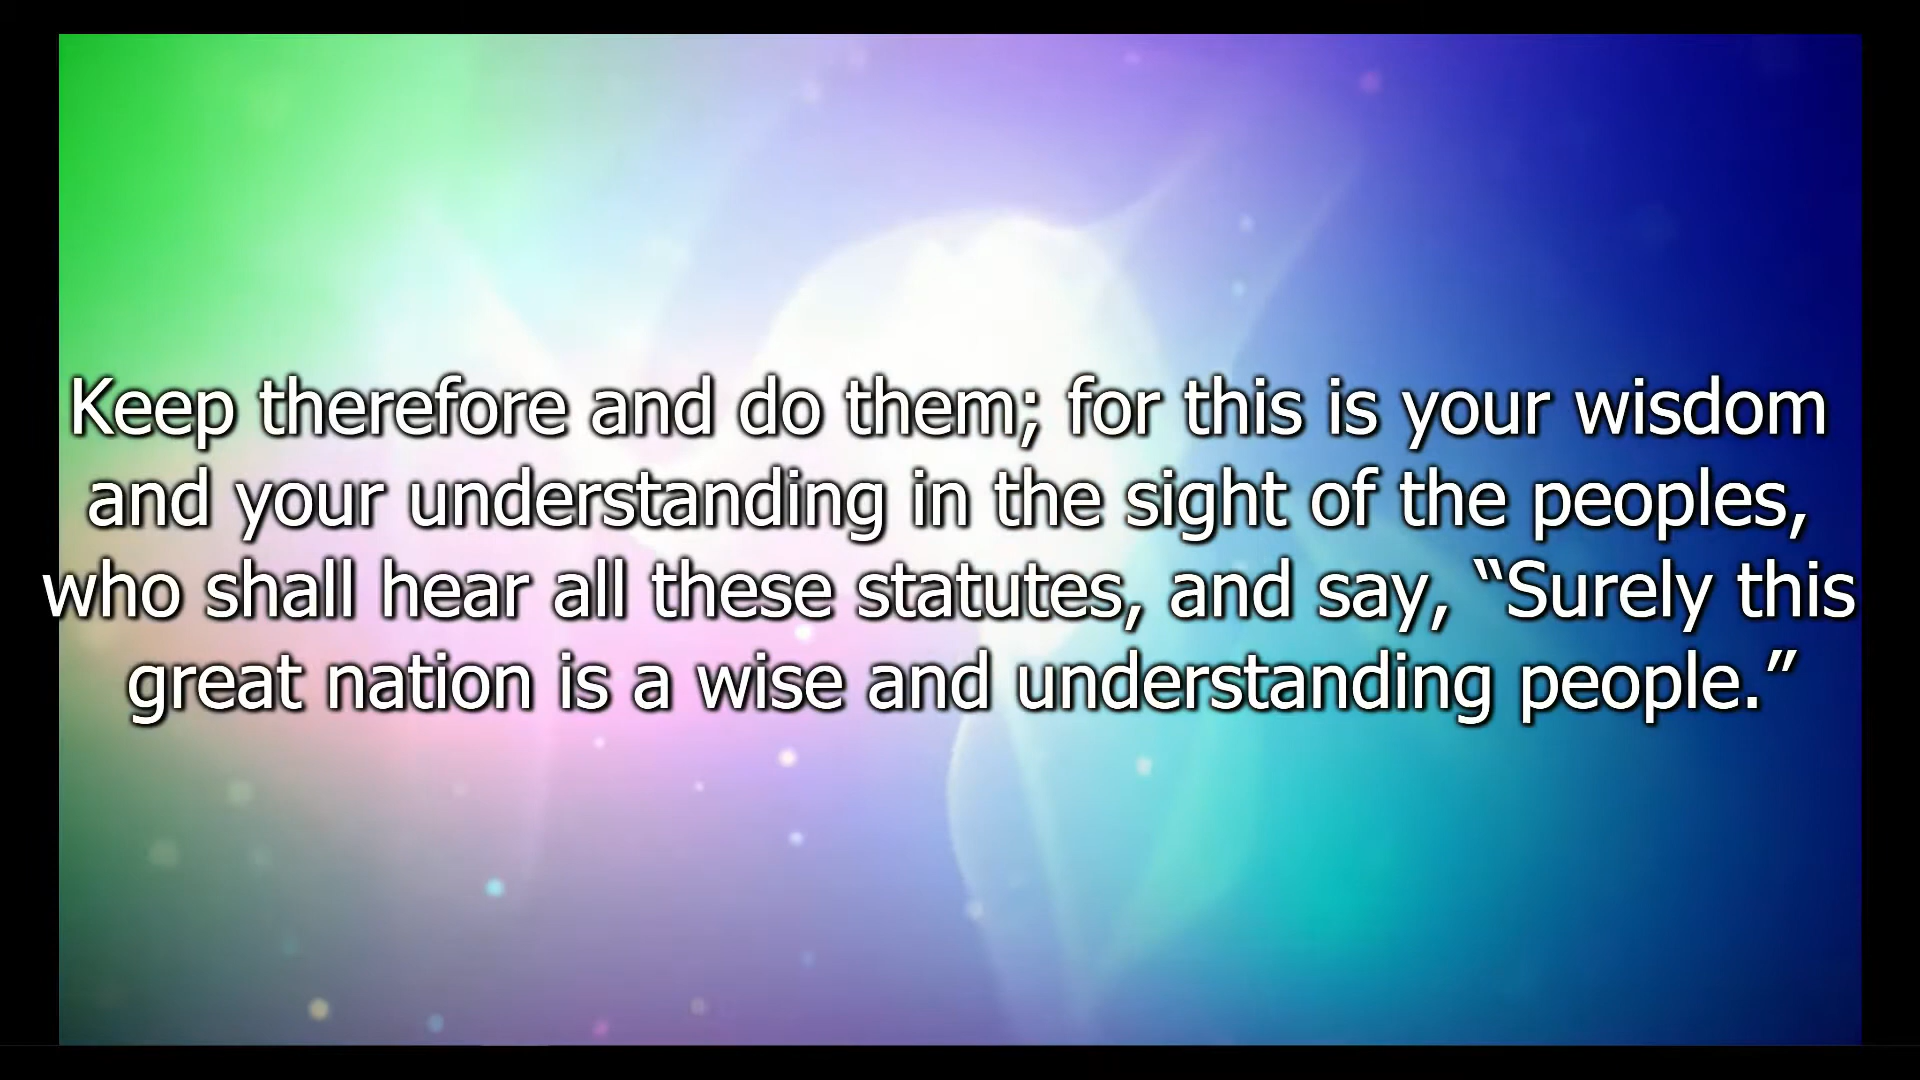 Keep therefore and do them; for this is your wisdom
and your understanding in the sight of the peoples,
who shall hear all these statutes, and say, “Surely this
great nation is a wise and understanding people.”